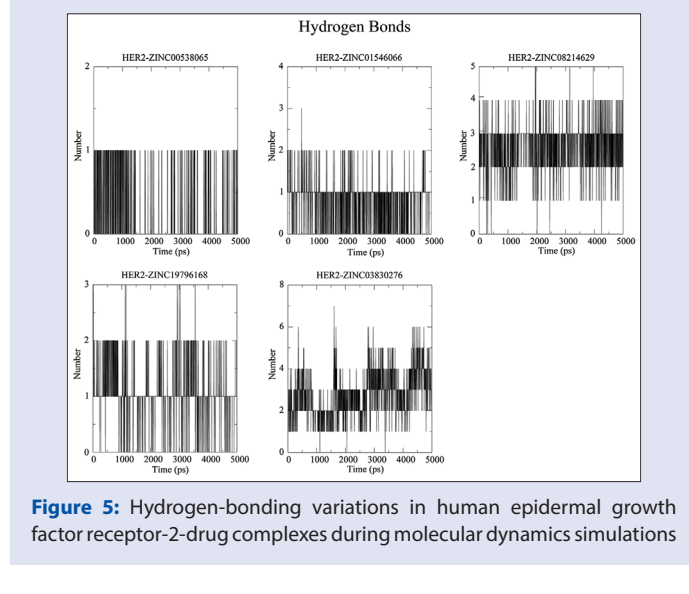 Hydrogen Bonds
HER2-ZINC00538065
2
1
0
Number
0 1000 2000 3000 4000 5000
Time (ps)
HER2-ZINC01546066
4
3
2
1
0
Number
0 1000 2000 3000 4000 5000
Time (ps)
HER2-ZINC08214629
5
4
3
2
1
0
Number
0 1000 2000 3000 4000 5000
Time (ps)
HER2-ZINC19796168
3
2
1
0
Number
0 1000 2000 3000 4000 5000
Time (ps)
HER2-ZINC03830276
8
6
4
2
0
Number
0 1000 2000 3000 4000 5000
Time (ps)
Figure 5: Hydrogen-bonding variations in human epidermal growth
factor receptor-2-drug complexes during molecular dynamics simulations